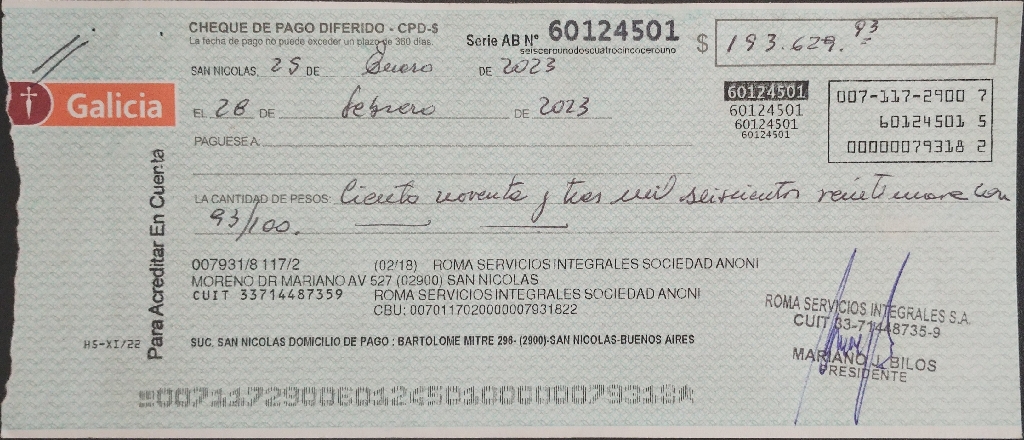 CHEQUE DE PAGO DIFERIDO - CPD-$
La fecha de pago no puede exceder un plazo de 360 días.
Serie AB Nº 60124501
seiscerounodoscuatrocincocerouno
$ 193.629.93
SAN NICOLAS, 25 DE Enero DE 2023
Galicia
EL 28 DE febrero DE 2023
60124501
60124501
60124501
60124501
007-117-2900 7
60124501 5
00000079318 2
PAGUESE A
LA CANTIDAD DE PESOS: Ciento noventa y tres mil seiscientos veintinueve con
93/100.
Para Acreditar En Cuenta
007931/8 117/2 (02/18) ROMA SERVICIOS INTEGRALES SOCIEDAD ANONI
MORENO DR MARIANO AV 527 (02900) SAN NICOLAS
CUIT 33714487359 ROMA SERVICIOS INTEGRALES SOCIEDAD ANONI
CBU: 0070117020000007931822
HS-XI/22
SUC. SAN NICOLAS DOMICILIO DE PAGO : BARTOLOME MITRE 298- (2900)-SAN NICOLAS-BUENOS AIRES
ROMA SERVICIOS INTEGRALES S.A.
CUIT 33-71448735-9
MARIANO J. BILOS
PRESIDENTE
00711729006012450100000079318